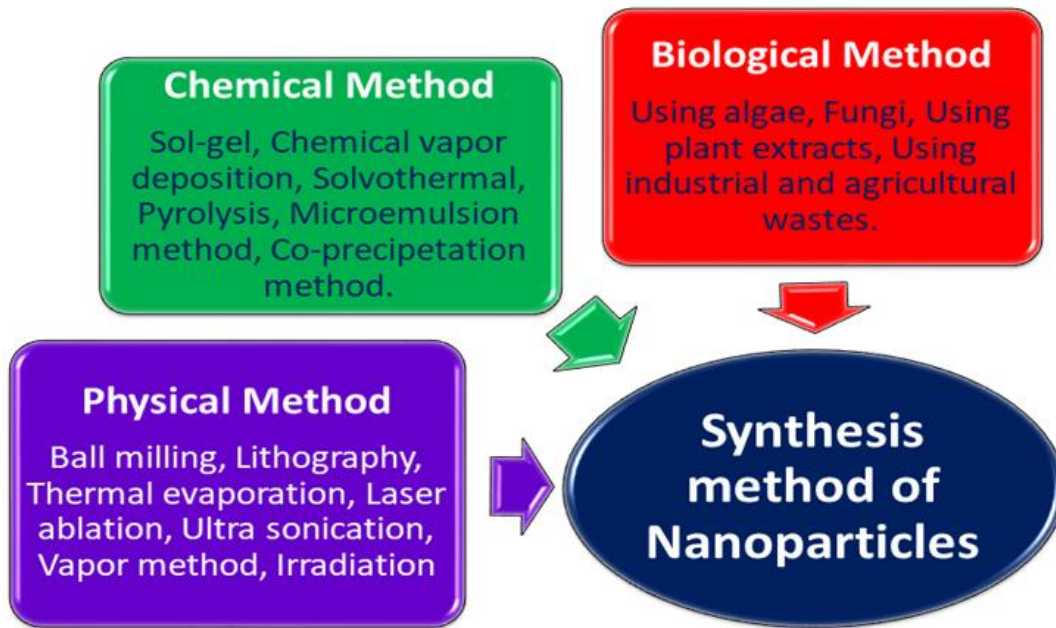 Chemical Method
Sol-gel, Chemical vapor
deposition, Solvothermal,
Pyrolysis, Microemulsion
method, Co-precipetation
method.
Biological Method
Using algae, Fungi, Using
plant extracts, Using
industrial and agricultural
wastes.
Physical Method
Ball milling, Lithography,
Thermal evaporation, Laser
ablation, Ultra sonication,
Vapor method, Irradiation
Synthesis
method of
Nanoparticles